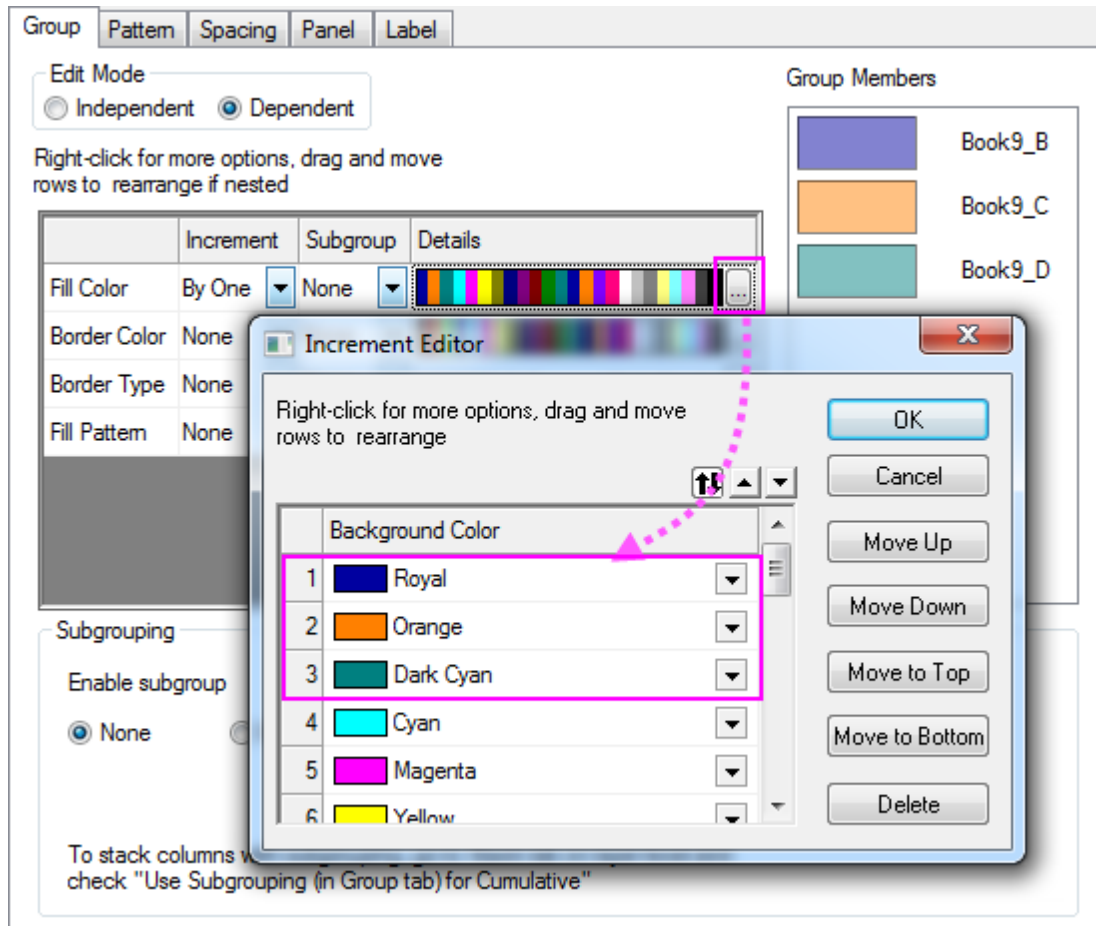 Group Pattern Spacing Panel Label
Edit Mode
Independent Dependent
Right-click for more options, drag and move
rows to rearrange if nested
Increment Subgroup Details
Fill Color By One None ...
Border Color None
Border Type None
Fill Pattern None
Group Members
Book9_B
Book9_C
Book9_D
Increment Editor
Right-click for more options, drag and move
rows to rearrange
Background Color
1 Royal
2 Orange
3 Dark Cyan
4 Cyan
5 Magenta
6 Yellow
OK
Cancel
Move Up
Move Down
Move to Top
Move to Bottom
Delete
Subgrouping
Enable subgroup
None
To stack columns
check "Use Subgrouping (in Group tab) for Cumulative"